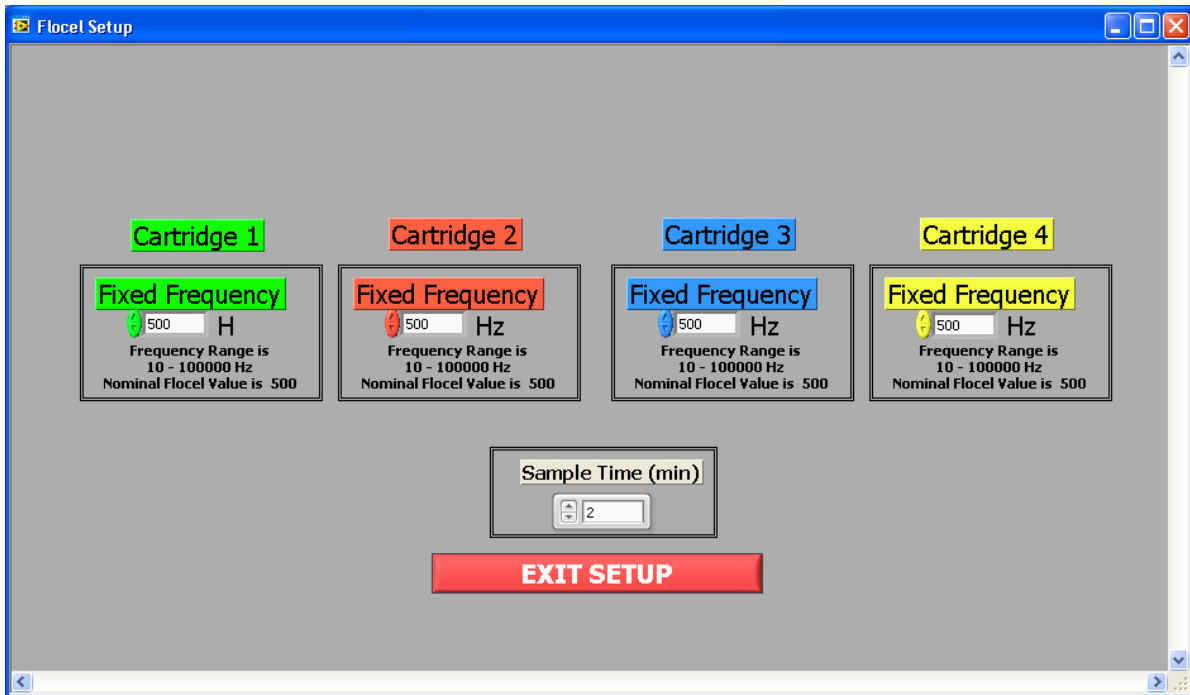 Flocel Setup
Cartridge 1
Fixed Frequency
500 H
Frequency Range is
10 - 100000 Hz
Nominal Flocel Value is 500
Cartridge 2
Fixed Frequency
500 Hz
Frequency Range is
10 - 100000 Hz
Nominal Flocel Value is 500
Cartridge 3
Fixed Frequency
500 Hz
Frequency Range is
10 - 100000 Hz
Nominal Flocel Value is 500
Cartridge 4
Fixed Frequency
500 Hz
Frequency Range is
10 - 100000 Hz
Nominal Flocel Value is 500
Sample Time (min)
2
EXIT SETUP